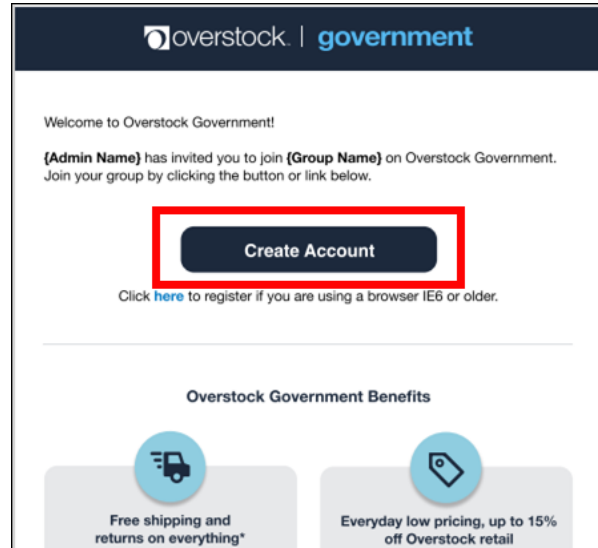 overstock. | government
Welcome to Overstock Government!
{Admin Name} has invited you to join {Group Name} on Overstock Government.
Join your group by clicking the button or link below.
Create Account
Click here to register if you are using a browser IE6 or older.
Overstock Government Benefits
Free shipping and
returns on everything*
Everyday low pricing, up to 15%
off Overstock retail